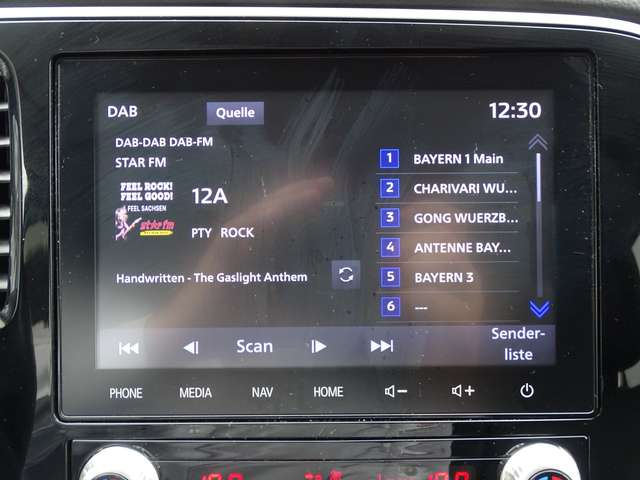 DAB
Quelle
12:30
DAB-DAB DAB-FM
STAR FM
FEEL ROCK!
FEEL GOOD!
FEEL SACHSEN
star fm
12A
PTY ROCK
Handwritten - The Gaslight Anthem
1 BAYERN 1 Main
2 CHARIVARI WU...
3 GONG WUERZB...
4 ANTENNE BAY...
5 BAYERN 3
6 ---
Scan
Sender-
liste
PHONE MEDIA NAV HOME